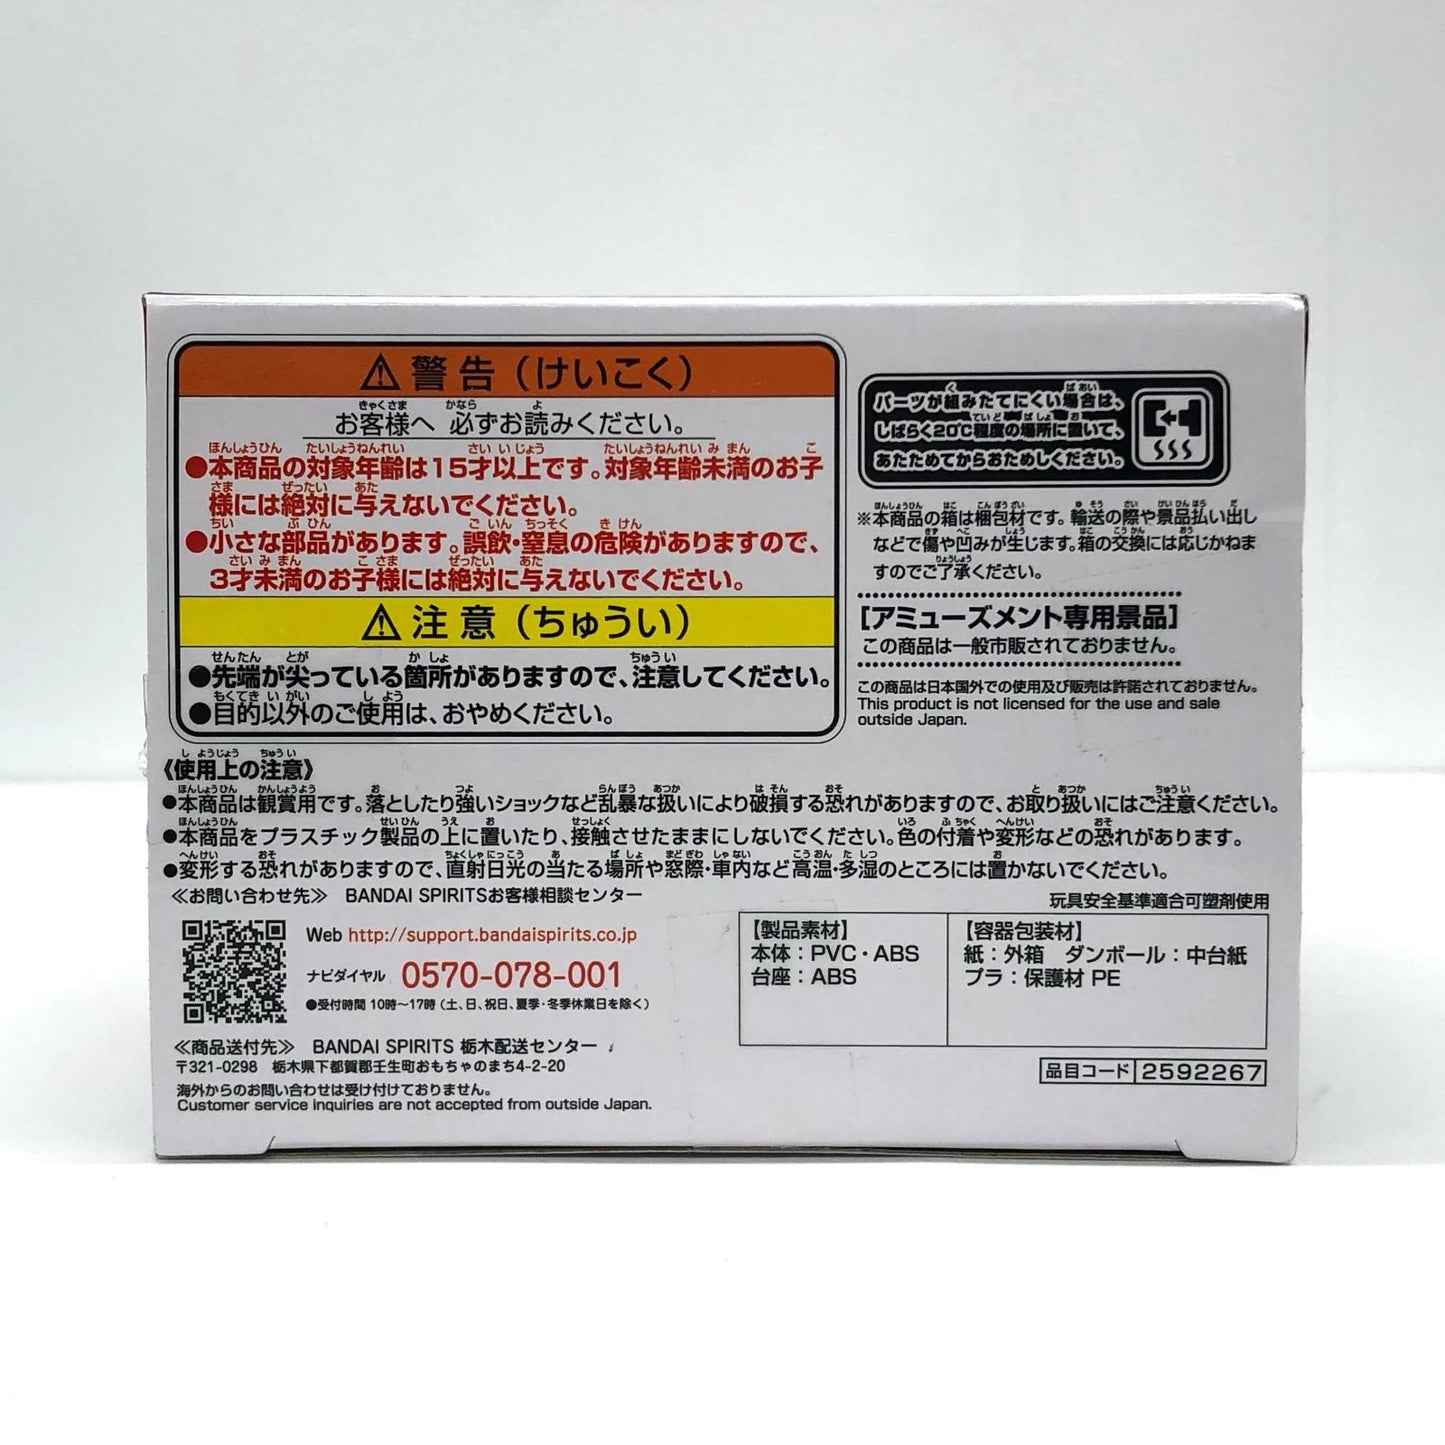 警告（けいこく）
お客様へ 必ずお読みください。
●本商品の対象年齢は15才以上です。対象年齢未満のお子
様には絶対に与えないでください。
●小さな部品があります。誤飲・窒息の危険がありますので、
3才未満のお子様には絶対に与えないでください。
注意（ちゅうい）
●先端が尖っている箇所がありますので、注意してください。
●目的以外のご使用は、おやめください。
パーツが組みたてにくい場合は、
しばらく20℃程度の場所に置いて、
あたためてからおためしください。
※本商品の箱は梱包材です。輸送の際や景品払い出し
などで傷や凹みが生じます。箱の交換には応じかねま
すのでご了承ください。
［アミューズメント専用景品］
この商品は一般市販されておりません。
この商品は日本国外での使用及び販売は許諾されておりません。
This product is not licensed for the use and sale
outside Japan.
《使用上の注意》
●本商品は観賞用です。落としたり強いショックなど乱暴な扱いにより破損する恐れがありますので、お取り扱いにはご注意ください。
●本商品をプラスチック製品の上に置いたり、接触させたままにしないでください。色の付着や変形などの恐れがあります。
●変形する恐れがありますので、直射日光の当たる場所や窓際・車内など高温・多湿のところには置かないでください。
≪お問い合わせ先≫ BANDAI SPIRITSお客様相談センター
Web http://support.bandaispirits.co.jp
ナビダイヤル 0570-078-001
●受付時間 10時〜17時（土、日、祝日、夏季・冬季休業日を除く）
≪商品送付先≫ BANDAI SPIRITS 栃木配送センター
〒321-0298 栃木県下都賀郡壬生町おもちゃのまち4-2-20
海外からのお問い合わせは受け付けておりません。
Customer service inquiries are not accepted from outside Japan.
玩具安全基準適合可塑剤使用
【製品素材】
本体：PVC・ABS
台座：ABS
【容器包装材】
紙：外箱 ダンボール：中台紙
プラ：保護材 PE
品目コード 2592267